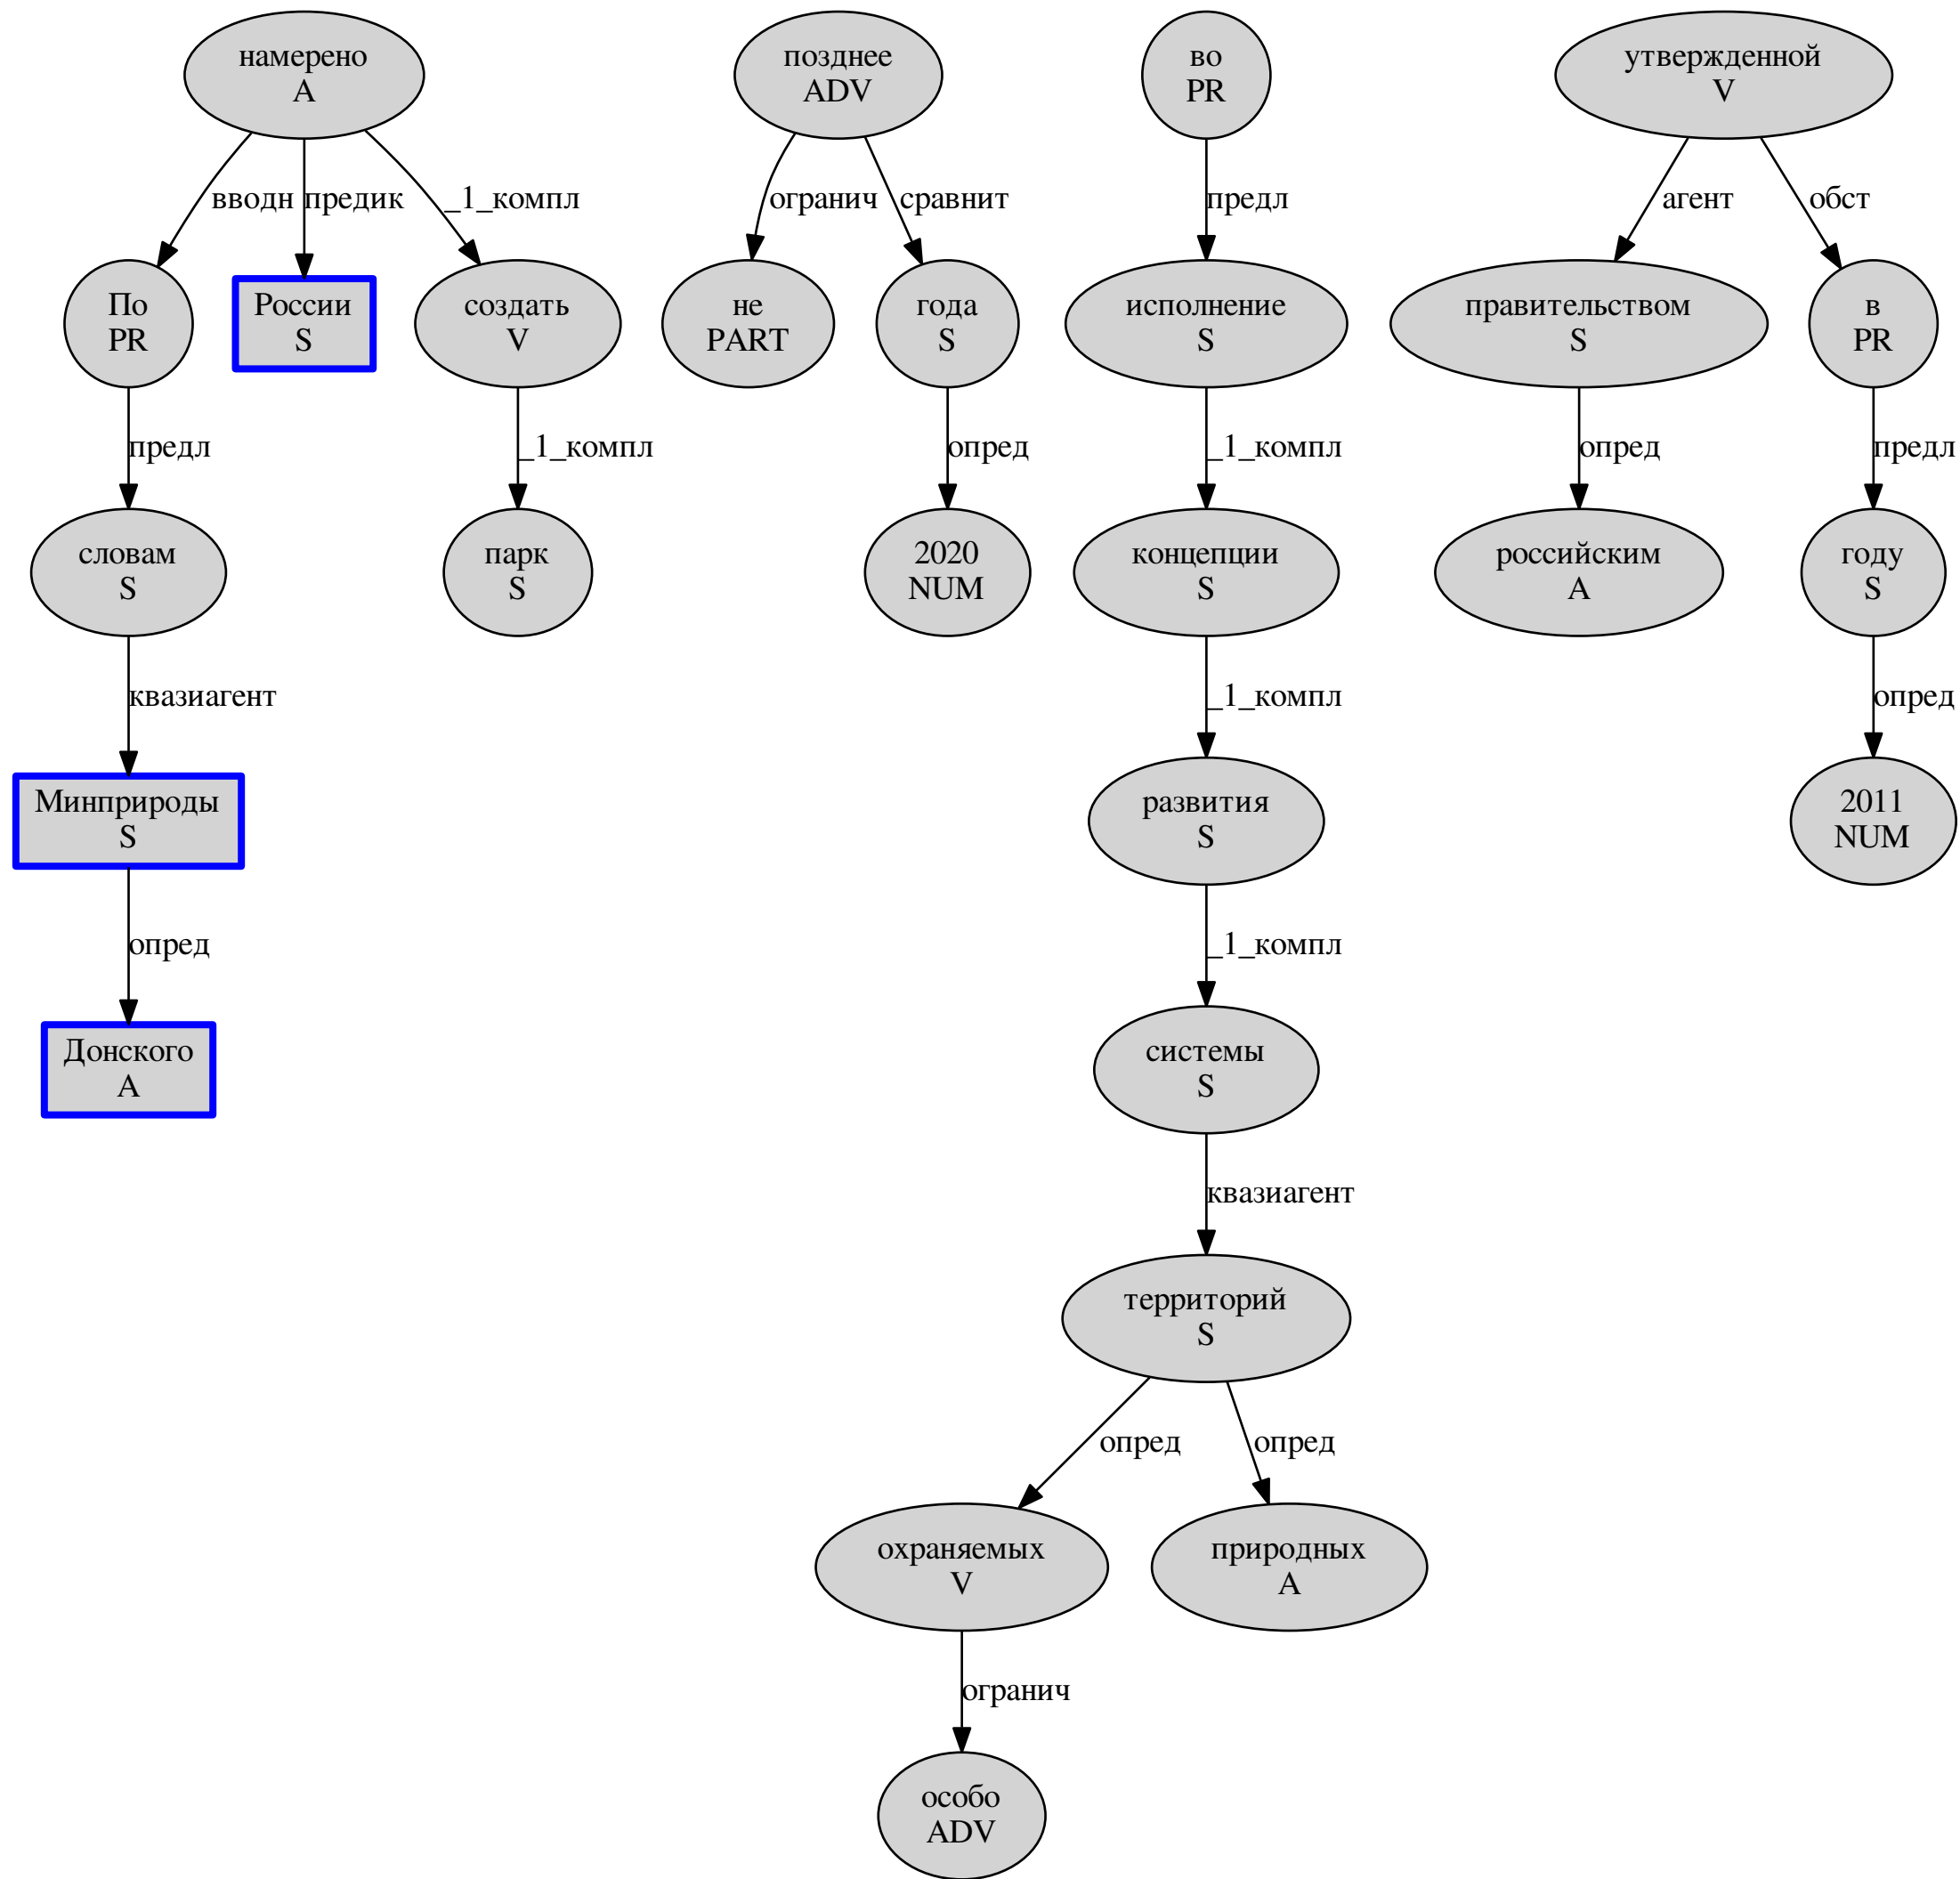 намерено
A
позднее
ADV
во
PR
утвержденной
V
вводн
предик
_1_компл
огранич
сравнит
предл
агент
обст
По
PR
России
S
создать
V
не
PART
года
S
исполнение
S
правительством
S
в
PR
предл
_1_компл
опред
_1_компл
опред
предл
словам
S
парк
S
2020
NUM
концепции
S
российским
A
году
S
квазиагент
_1_компл
опред
Минприроды
S
развития
S
2011
NUM
опред
_1_компл
Донского
A
системы
S
квазиагент
территорий
S
опред
опред
охраняемых
V
природных
A
огранич
особо
ADV